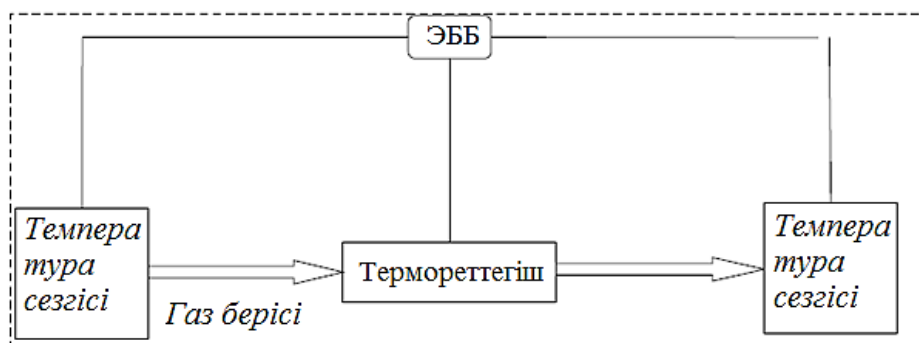 ЭББ
Темпера
тура
сезгісі
Газ берісі
Термореттегіш
Темпера
тура
сезгісі